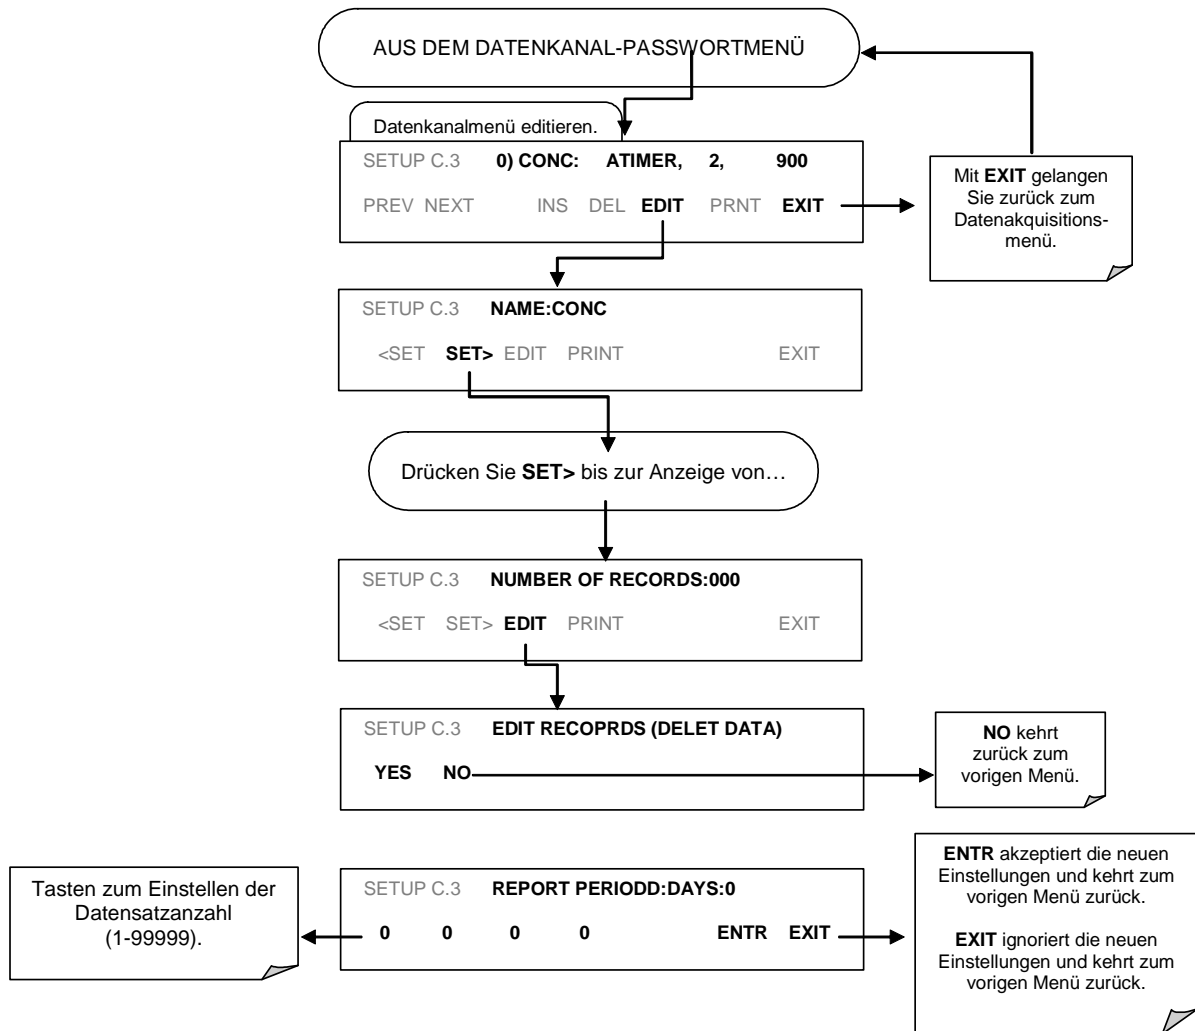 AUS DEM DATENKANAL-PASSWORTMENÜ
Datenkanalmenü editieren.
SETUP C.3 0) CONC: ATIMER, 2, 900
PREV NEXT INS DEL EDIT PRNT EXIT
Mit EXIT gelangen
Sie zurück zum
Datenakquisitions-
menü.
SETUP C.3 NAME:CONC
<SET SET> EDIT PRINT EXIT
Drücken Sie SET> bis zur Anzeige von…
SETUP C.3 NUMBER OF RECORDS:000
<SET SET> EDIT PRINT EXIT
SETUP C.3 EDIT RECOPRDS (DELET DATA)
YES NO
NO kehrt
zurück zum
vorigen Menü.
Tasten zum Einstellen der
Datensatzanzahl
(1-99999).
SETUP C.3 REPORT PERIODD:DAYS:0
0 0 0 0 ENTR EXIT
ENTR akzeptiert die neuen
Einstellungen und kehrt zum
vorigen Menü zurück.
EXIT ignoriert die neuen
Einstellungen und kehrt zum
vorigen Menü zurück.